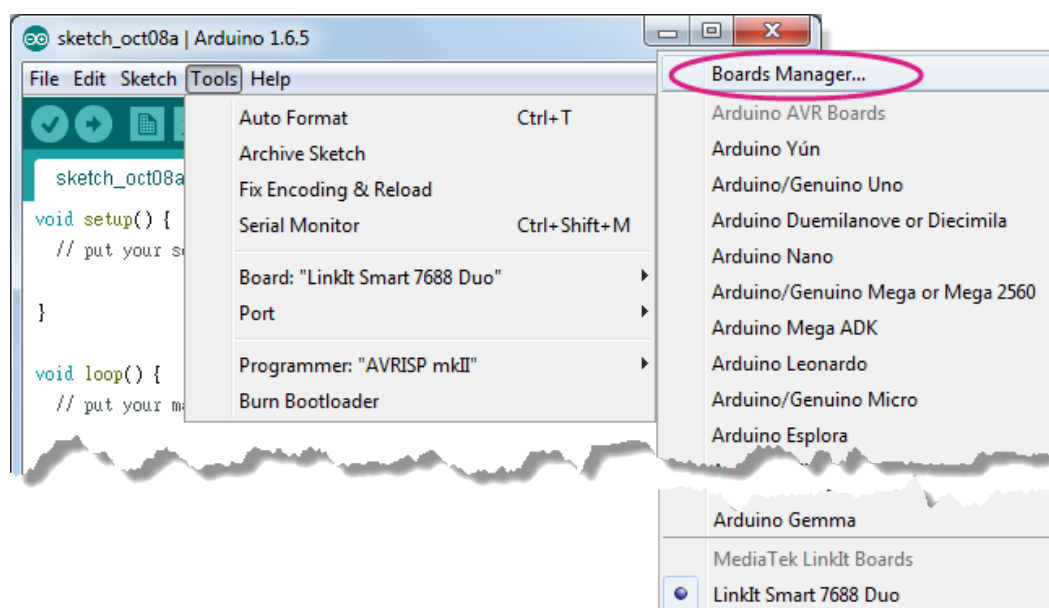 sketch_oct08a | Arduino 1.6.5
File Edit Sketch Tools Help
Auto Format Ctrl+T
Archive Sketch
Fix Encoding & Reload
Serial Monitor Ctrl+Shift+M
Board: "LinkIt Smart 7688 Duo"
Port
Programmer: "AVRISP mkII"
Burn Bootloader
sketch_oct08a
void setup() {
// put your
}
void loop() {
// put your
Boards Manager...
Arduino AVR Boards
Arduino Yún
Arduino/Genuino Uno
Arduino Duemilanove or Diecimila
Arduino Nano
Arduino/Genuino Mega or Mega 2560
Arduino Mega ADK
Arduino Leonardo
Arduino/Genuino Micro
Arduino Esplora
Arduino Gemma
MediaTek LinkIt Boards
LinkIt Smart 7688 Duo